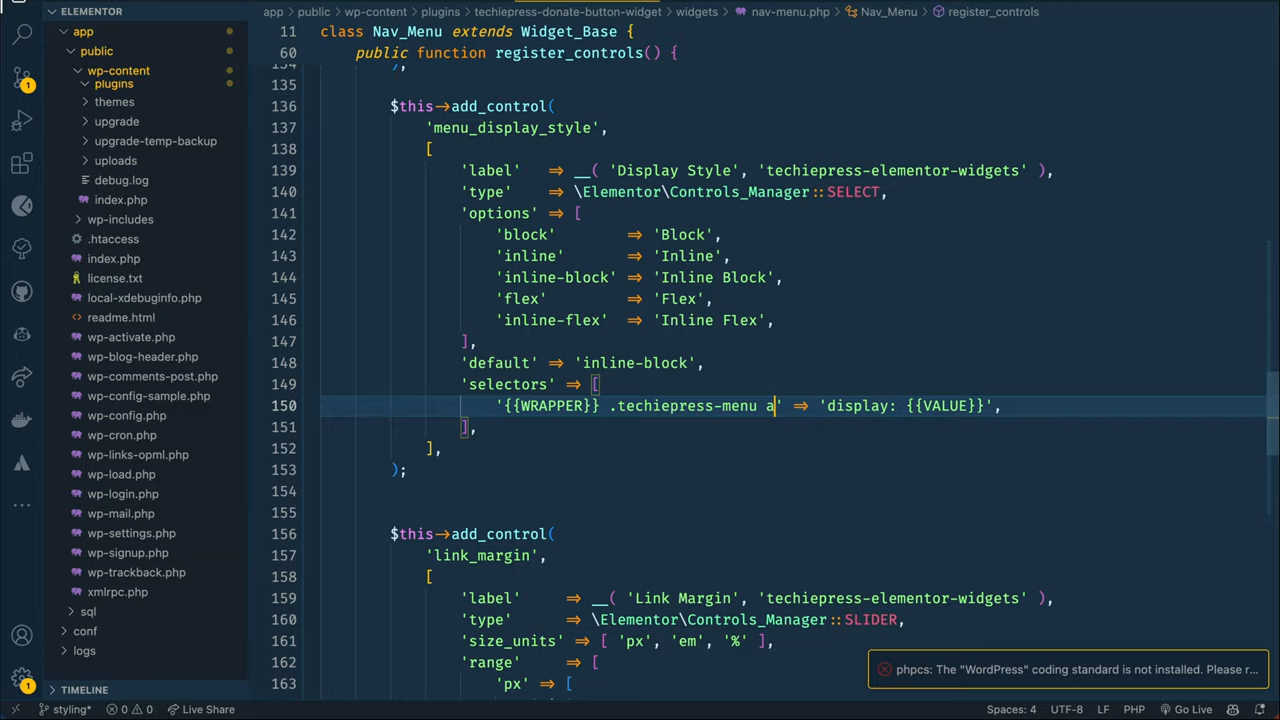 ELEMENTOR
app
public
wp-content
plugins
themes
upgrade
upgrade-temp-backup
uploads
debug.log
index.php
wp-includes
.htaccess
index.php
license.txt
local-xdebuginfo.php
readme.html
wp-activate.php
wp-blog-header.php
wp-comments-post.php
wp-config-sample.php
wp-config.php
wp-cron.php
wp-links-opml.php
wp-load.php
wp-login.php
wp-mail.php
wp-settings.php
wp-signup.php
wp-trackback.php
xmlrpc.php
sql
conf
logs
TIMELINE
1
1
app > public > wp-content > plugins > techiepress-donate-button-widget > widgets > nav-menu.php > Nav_Menu > register_controls
11 class Nav_Menu extends Widget_Base {
60 public function register_controls() {
134 );
135
136 $this→add_control(
137 'menu_display_style',
138 [
139 'label' ⇒ __( 'Display Style', 'techiepress-elementor-widgets' ),
140 'type' ⇒ \Elementor\Controls_Manager::SELECT,
141 'options' ⇒ [
142 'block' ⇒ 'Block',
143 'inline' ⇒ 'Inline',
144 'inline-block' ⇒ 'Inline Block',
145 'flex' ⇒ 'Flex',
146 'inline-flex' ⇒ 'Inline Flex',
147 ],
148 'default' ⇒ 'inline-block',
149 'selectors' ⇒ [
150 '{{WRAPPER}} .techiepress-menu a' ⇒ 'display: {{VALUE}}',
151 ],
152 ],
153 );
154
155
156 $this→add_control(
157 'link_margin',
158 [
159 'label' ⇒ __( 'Link Margin', 'techiepress-elementor-widgets' ),
160 'type' ⇒ \Elementor\Controls_Manager::SLIDER,
161 'size_units' ⇒ [ 'px', 'em', '%' ],
162 'range' ⇒ [
163 'px' ⇒ [
phpcs: The "WordPress" coding standard is not installed. Please r...
styling* 0 0 Live Share Spaces: 4 UTF-8 LF PHP Go Live